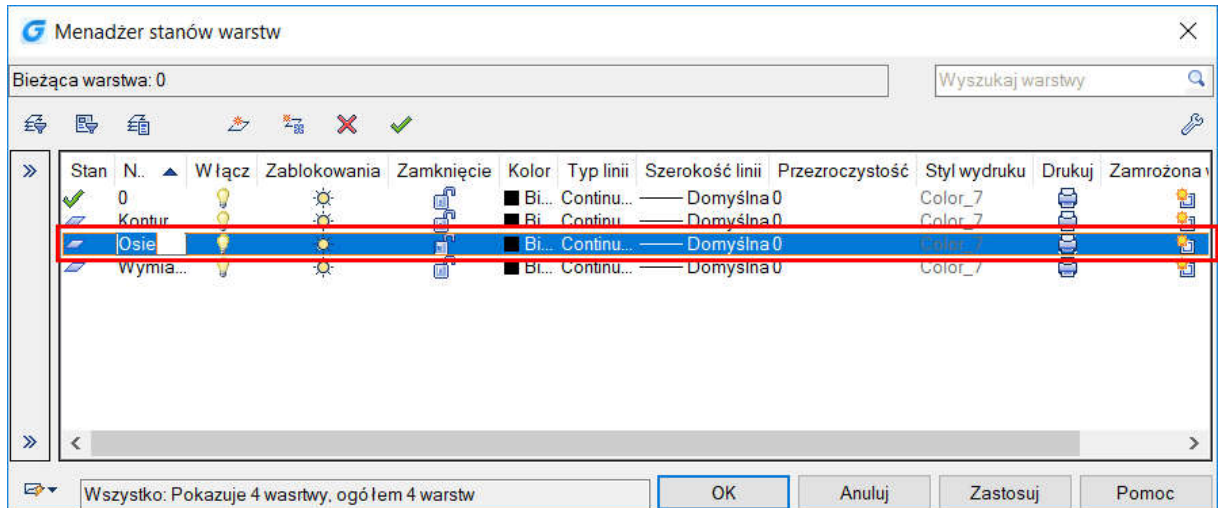 Menadżer stanów warstw
Bieżąca warstwa: 0
Wyszukaj warstwy
Stan N.. Włącz Zablokowania Zamknięcie Kolor Typ linii Szerokość linii Przezroczystość Styl wydruku Drukuj Zamrożona
0 Bi... Continu... Domyślna 0 Color_7
Kontur Bi... Continu... Domyślna 0 Color_7
Osie Bi... Continu... Domyślna 0 Color_7
Wymia... Bi... Continu... Domyślna 0 Color_7
Wszystko: Pokazuje 4 wasrtwy, ogółem 4 warstw
OK Anuluj Zastosuj Pomoc